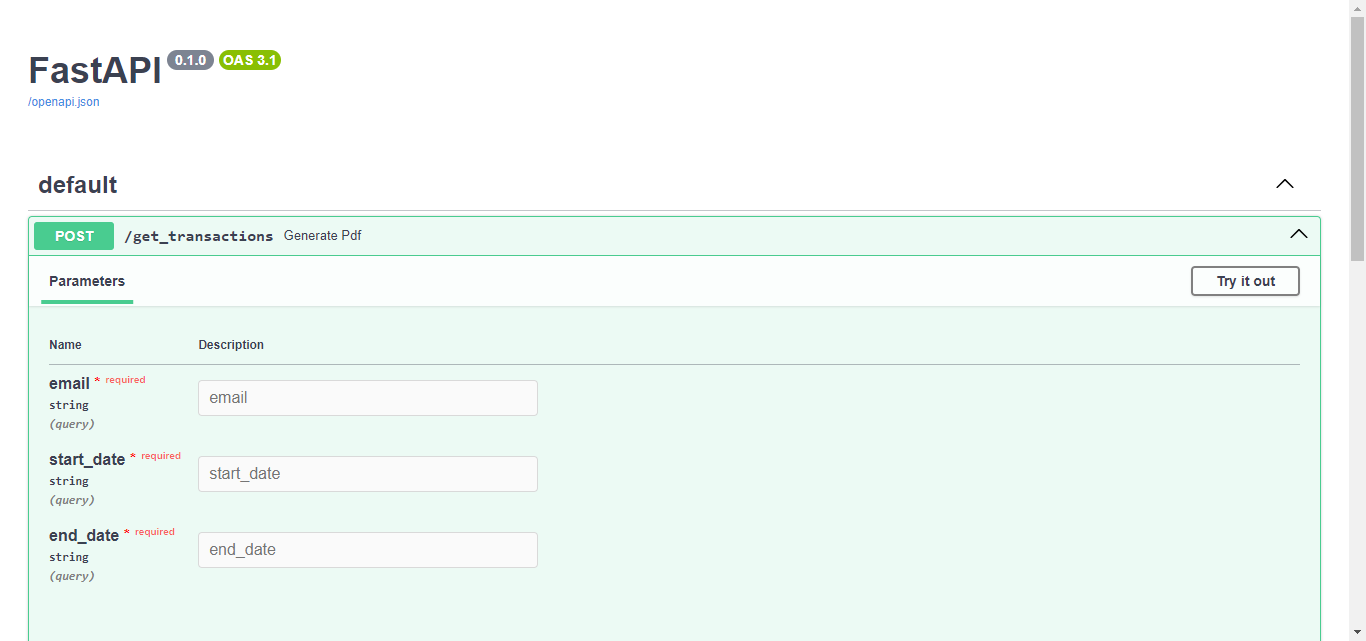 FastAPI 0.1.0 OAS 3.1
/openapi.json
default
POST /get_transactions Generate Pdf
Parameters Try it out
Name Description
email * required email
string
(query)
start_date * required start_date
string
(query)
end_date * required end_date
string
(query)